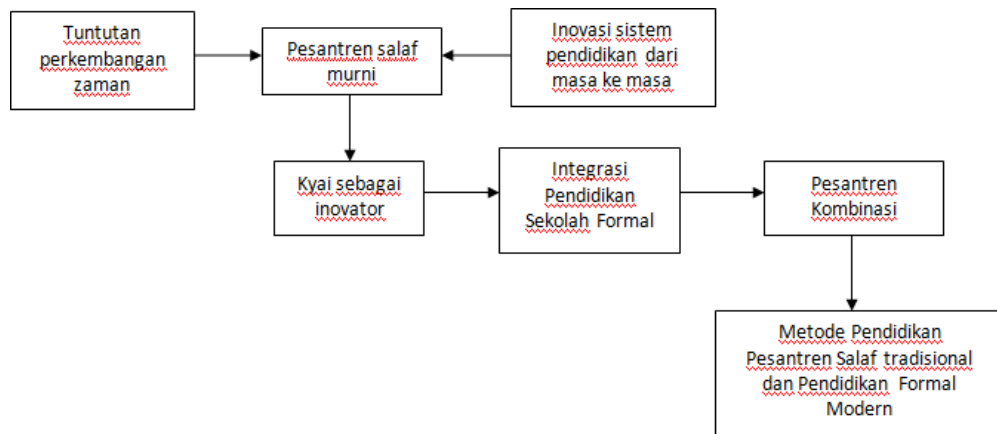 Tuntutan
perkembangan
zaman
Pesantren salaf
murni
Inovasi sistem
pendidikan dari
masa ke masa
Kyai sebagai
inovator
Integrasi
Pendidikan
Sekolah Formal
Pesantren
Kombinasi
Metode Pendidikan
Pesantren Salaf tradisional
dan Pendidikan Formal
Modern